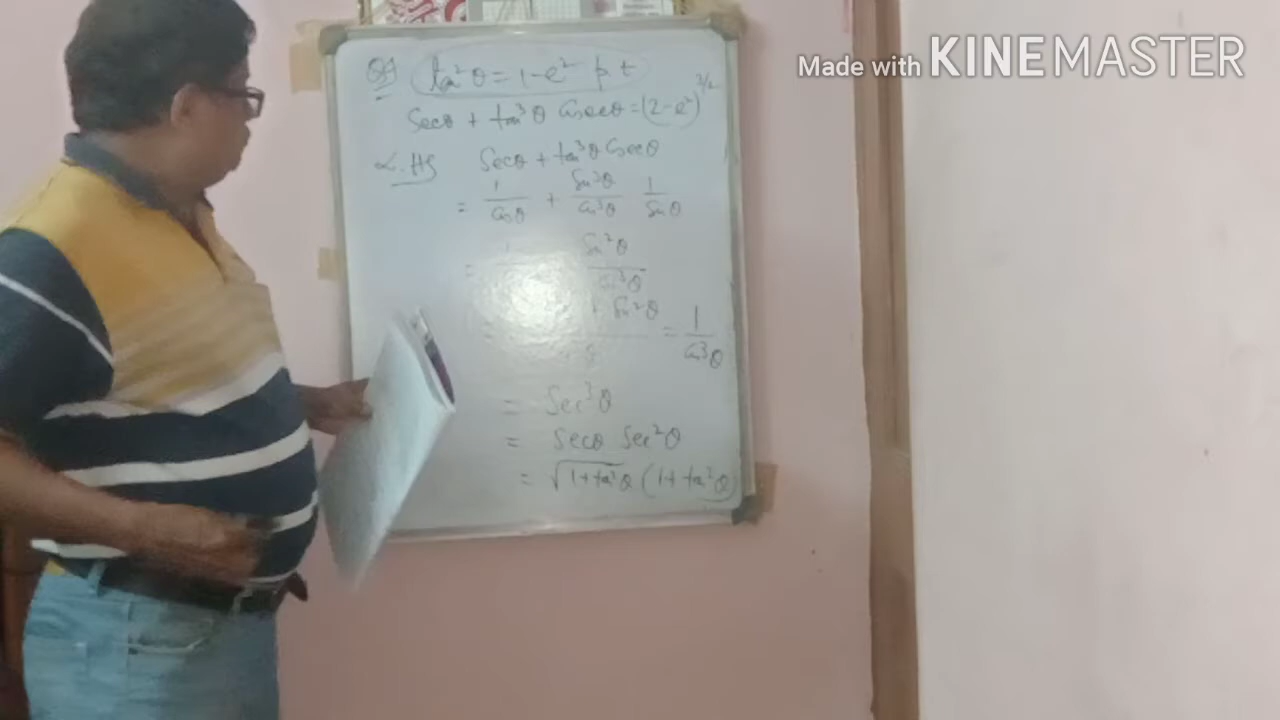 Made with KINEMASTER
tan²θ = 1 - e² p t
Secθ + tan³θ Cosecθ = (2 - e²)^3/2
L.HS Secθ + tan³θ Cosecθ
= 1/Cosθ + Sin³θ/Cos³θ 1/Sinθ
= Sin²θ/Cos³θ
+ Sin²θ = 1/Cos³θ
= Sec³θ
= Secθ Sec²θ
= √1+tan²θ (1+tan²θ)